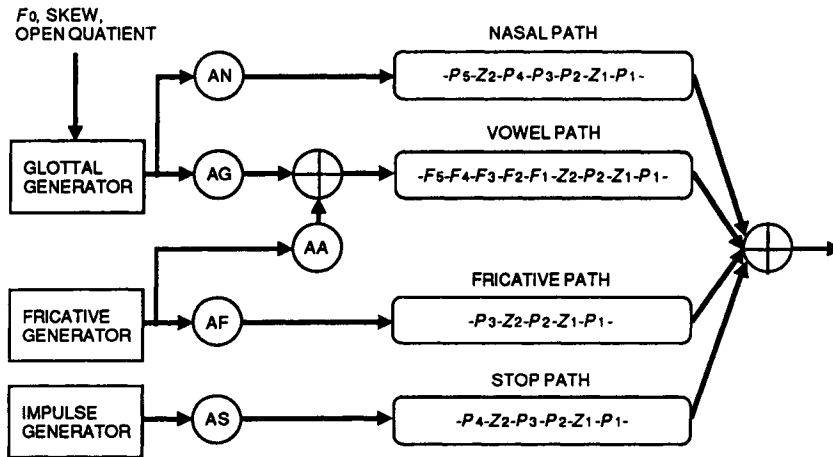 F0, SKEW,
OPEN QUATIENT
NASAL PATH
AN
-P5-Z2-P4-P3-P2-Z1-P1-
VOWEL PATH
GLOTTAL
GENERATOR
AG
-F5-F4-F3-F2-F1-Z2-P2-Z1-P1-
AA
FRICATIVE PATH
FRICATIVE
GENERATOR
AF
-P3-Z2-P2-Z1-P1-
STOP PATH
IMPULSE
GENERATOR
AS
-P4-Z2-P3-P2-Z1-P1-